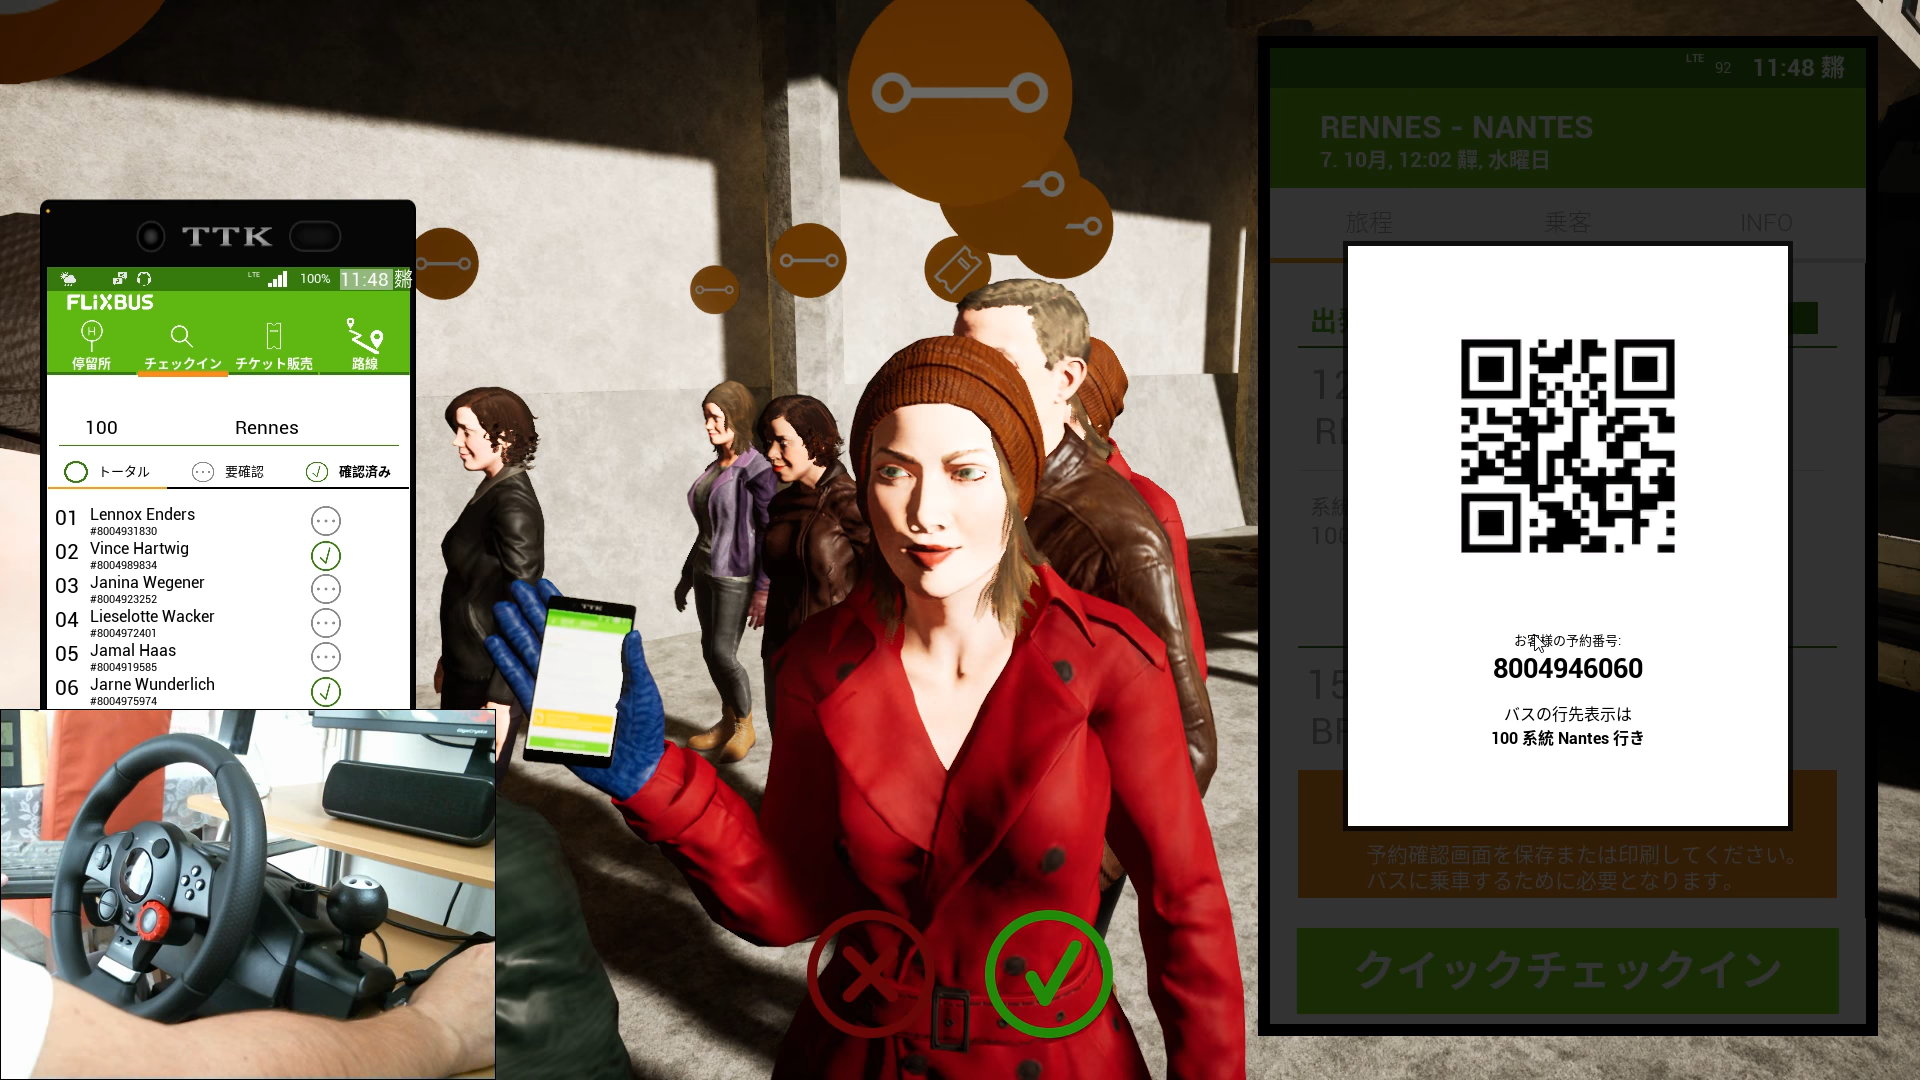 TTK
LTE 100% 11:48
FLiXBUS
停留所 チェックイン チケット販売 路線
100 Rennes
トータル 要確認 確認済み
01 Lennox Enders
#8004931830
02 Vince Hartwig
#8004989834
03 Janina Wegener
#8004923252
04 Lieselotte Wacker
#8004972401
05 Jamal Haas
#8004919585
06 Jarne Wunderlich
#8004975974
TTK
LTE 92 11:48
RENNES - NANTES
7. 10月, 12:02 水曜日
旅程 乗客 INFO
お客様の予約番号:
8004946060
バスの行先表示は
100 系統 Nantes 行き
予約確認画面を保存または印刷してください。
バスに乗車するために必要となります。
クイックチェックイン